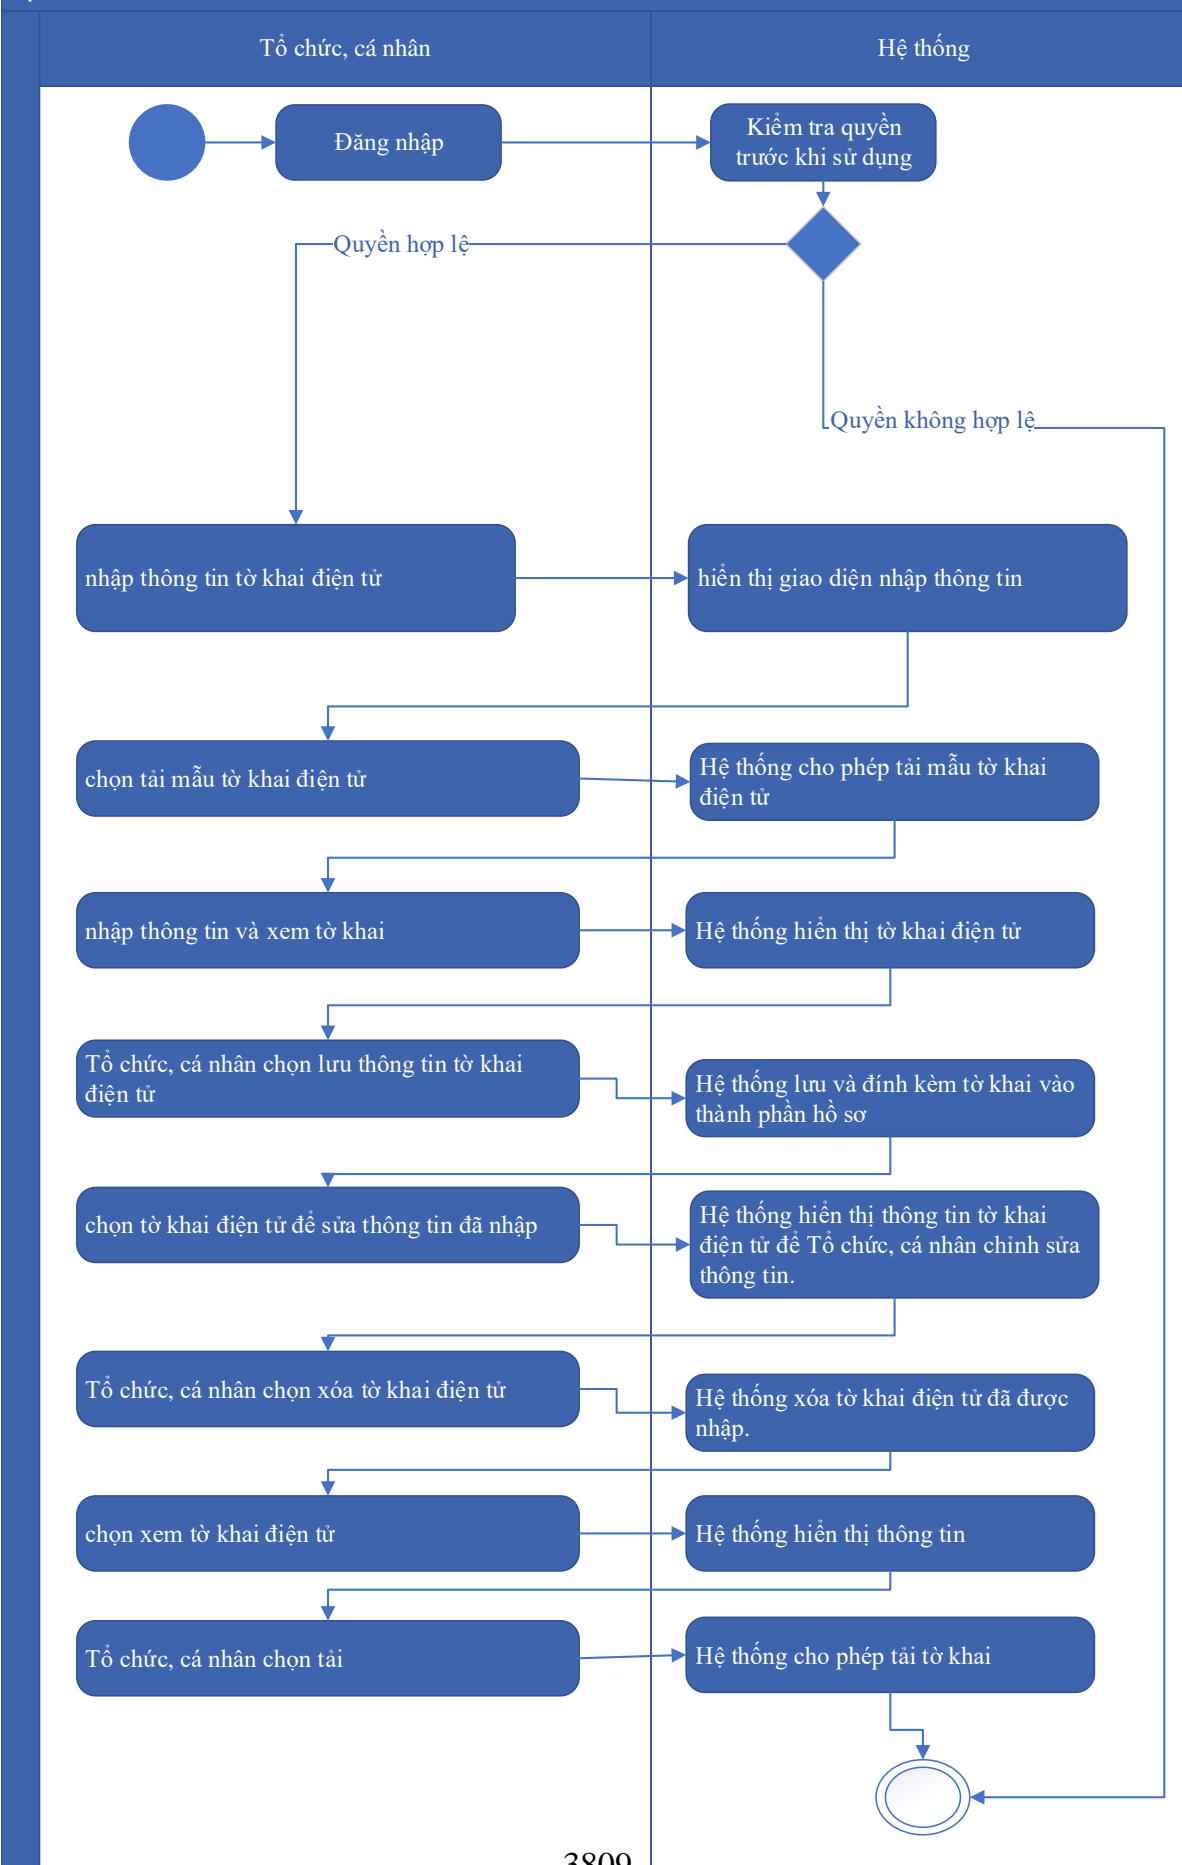 Tổ chức, cá nhân
Hệ thống
Đăng nhập
Kiểm tra quyền
trước khi sử dụng
Quyền hợp lệ
Quyền không hợp lệ
nhập thông tin tờ khai điện tử
hiển thị giao diện nhập thông tin
chọn tải mẫu tờ khai điện tử
Hệ thống cho phép tải mẫu tờ khai
điện tử
nhập thông tin và xem tờ khai
Hệ thống hiển thị tờ khai điện tử
Tổ chức, cá nhân chọn lưu thông tin tờ khai
điện tử
Hệ thống lưu và đính kèm tờ khai vào
thành phần hồ sơ
chọn tờ khai điện tử để sửa thông tin đã nhập
Hệ thống hiển thị thông tin tờ khai
điện tử để Tổ chức, cá nhân chỉnh sửa
thông tin.
Tổ chức, cá nhân chọn xóa tờ khai điện tử
Hệ thống xóa tờ khai điện tử đã được
nhập.
chọn xem tờ khai điện tử
Hệ thống hiển thị thông tin
Tổ chức, cá nhân chọn tải
Hệ thống cho phép tải tờ khai
3809